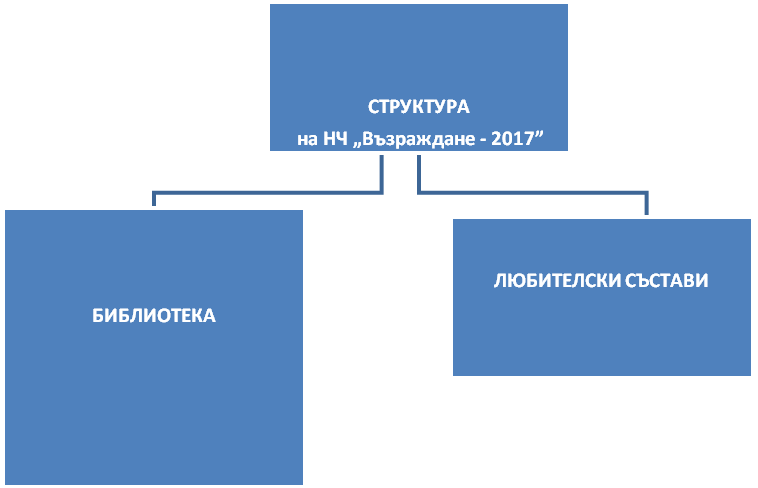 СТРУКТУРА
на НЧ „Възраждане - 2017”
БИБЛИОТЕКА
ЛЮБИТЕЛСКИ СЪСТАВИ